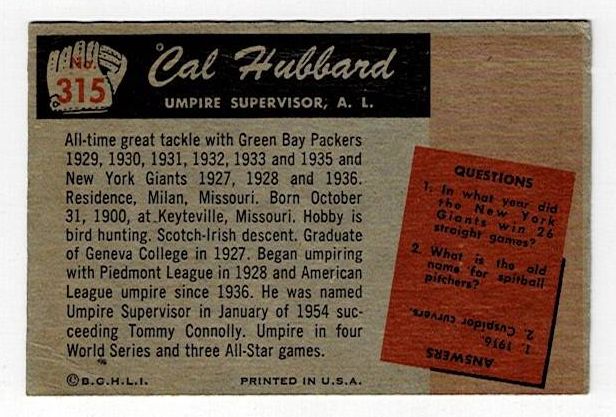 No.
315
Cal Hubbard
UMPIRE SUPERVISOR, A. L.
All-time great tackle with Green Bay Packers
1929, 1930, 1931, 1932, 1933 and 1935 and
New York Giants 1927, 1928 and 1936.
Residence, Milan, Missouri. Born October
31, 1900, at Keyteville, Missouri. Hobby is
bird hunting. Scotch-Irish descent. Graduate
of Geneva College in 1927. Began umpiring
with Piedmont League in 1928 and American
League umpire since 1936. He was named
Umpire Supervisor in January of 1954 suc-
ceeding Tommy Connolly. Umpire in four
World Series and three All-Star games.
©B.G.H.L.I.
PRINTED IN U.S.A.
QUESTIONS
1. In what year did
the New York
Giants win 26
straight games?
2. What is the old
name for spitball
pitchers?
ANSWERS
1. 1916.
2. Cuspidor curvers.